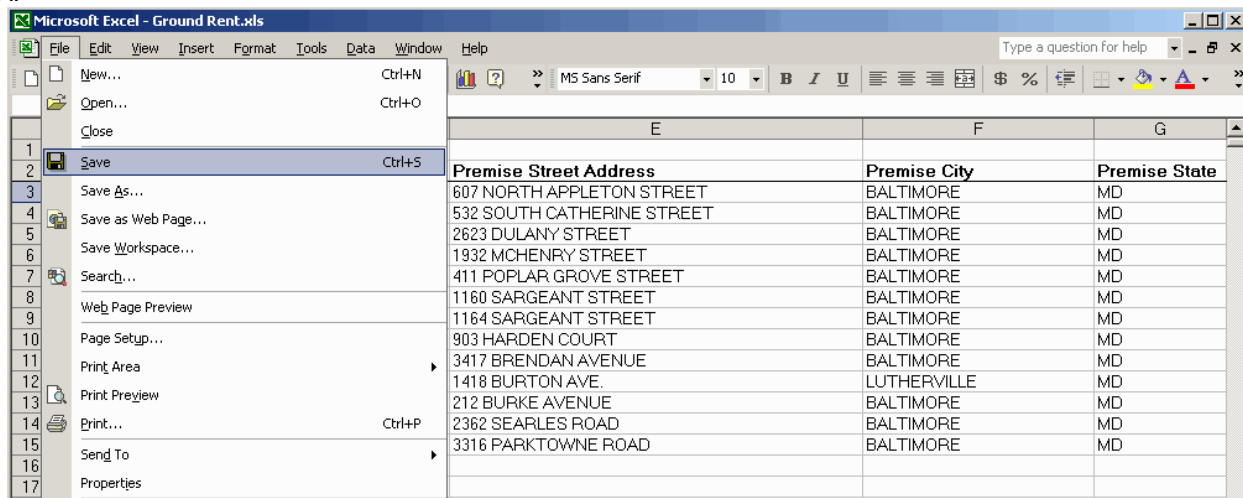 Microsoft Excel - Ground Rent.xls
File Edit View Insert Format Tools Data Window Help Type a question for help
MS Sans Serif 10 B I U $ % A
New... Ctrl+N
Open... Ctrl+O
Close
Save Ctrl+S
Save As...
Save as Web Page...
Save Workspace...
Search...
Web Page Preview
Page Setup...
Print Area
Print Preview
Print... Ctrl+P
Send To
Properties
E F G
1
2 Premise Street Address Premise City Premise State
3 607 NORTH APPLETON STREET BALTIMORE MD
4 532 SOUTH CATHERINE STREET BALTIMORE MD
5 2623 DULANY STREET BALTIMORE MD
6 1932 MCHENRY STREET BALTIMORE MD
7 411 POPLAR GROVE STREET BALTIMORE MD
8 1160 SARGEANT STREET BALTIMORE MD
9 1164 SARGEANT STREET BALTIMORE MD
10 903 HARDEN COURT BALTIMORE MD
11 3417 BRENDAN AVENUE BALTIMORE MD
12 1418 BURTON AVE. LUTHERVILLE MD
13 212 BURKE AVENUE BALTIMORE MD
14 2362 SEARLES ROAD BALTIMORE MD
15 3316 PARKTOWNE ROAD BALTIMORE MD
16
17